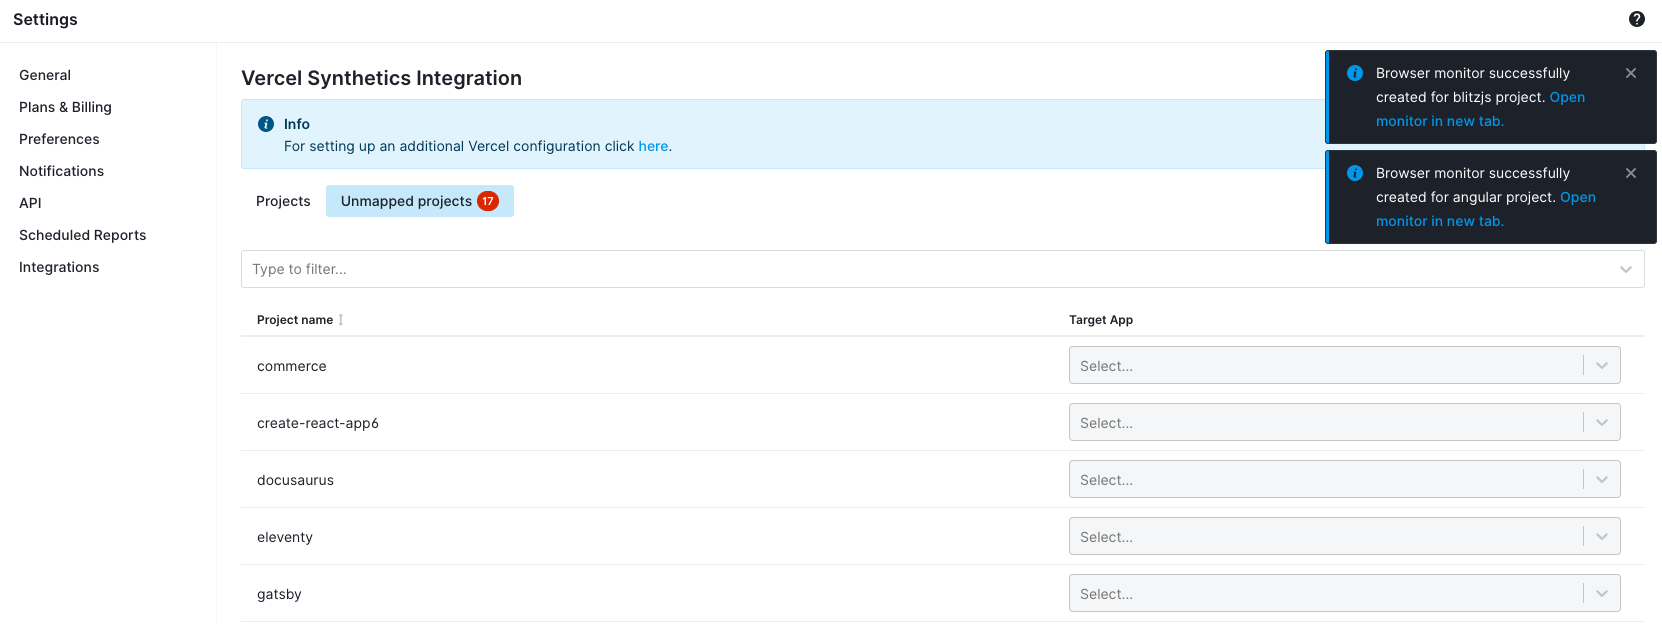 Settings
General
Plans & Billing
Preferences
Notifications
API
Scheduled Reports
Integrations
Vercel Synthetics Integration
Info
For setting up an additional Vercel configuration click here.
Browser monitor successfully
created for blitzjs project. Open
monitor in new tab.
Browser monitor successfully
created for angular project. Open
monitor in new tab.
Projects Unmapped projects 17
Type to filter...
Project name Target App
commerce Select...
create-react-app6 Select...
docusaurus Select...
eleventy Select...
gatsby Select...